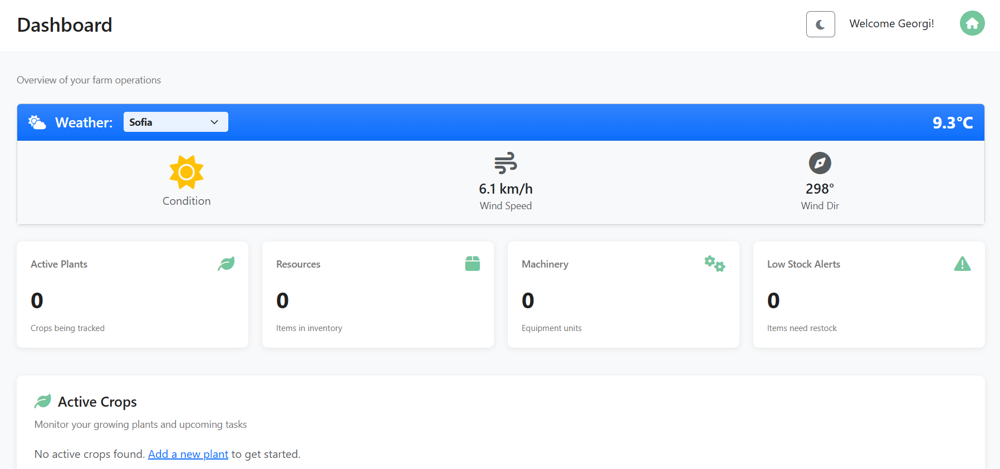 Dashboard
Welcome Georgi!
Overview of your farm operations
Weather: Sofia 9.3°C
Condition
6.1 km/h
Wind Speed
298°
Wind Dir
Active Plants
0
Crops being tracked
Resources
0
Items in inventory
Machinery
0
Equipment units
Low Stock Alerts
0
Items need restock
Active Crops
Monitor your growing plants and upcoming tasks
No active crops found. Add a new plant to get started.